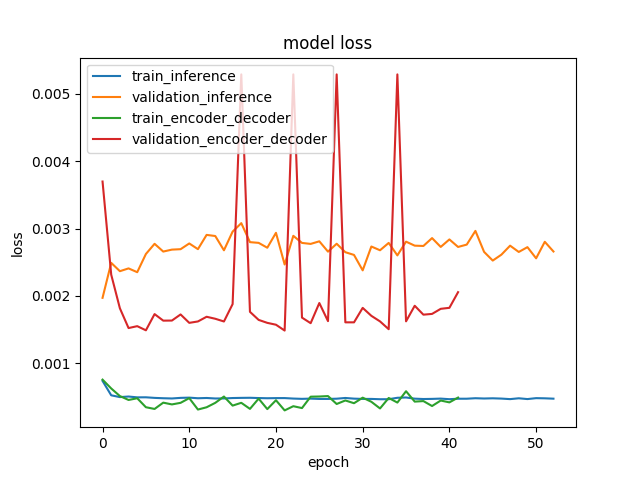 model loss
train_inference
validation_inference
train_encoder_decoder
validation_encoder_decoder
loss
0.005
0.004
0.003
0.002
0.001
0 10 20 30 40 50
epoch